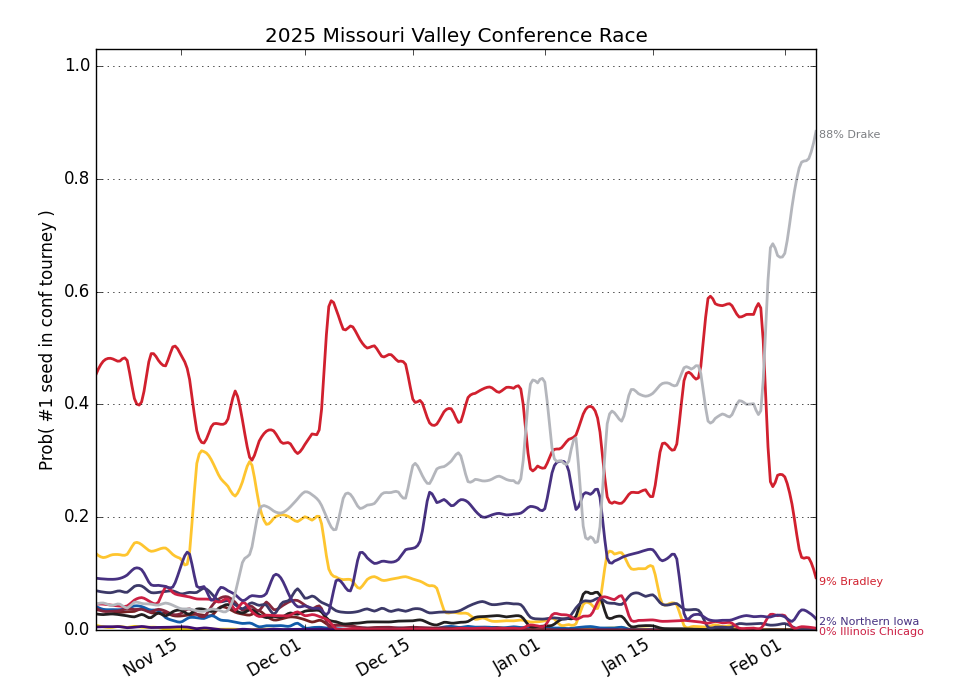 2025 Missouri Valley Conference Race
Prob( #1 seed in conf tourney )
1.0
0.8
0.6
0.4
0.2
0.0
Nov 15
Dec 01
Dec 15
Jan 01
Jan 15
Feb 01
88% Drake
9% Bradley
2% Northern Iowa
0% Illinois Chicago